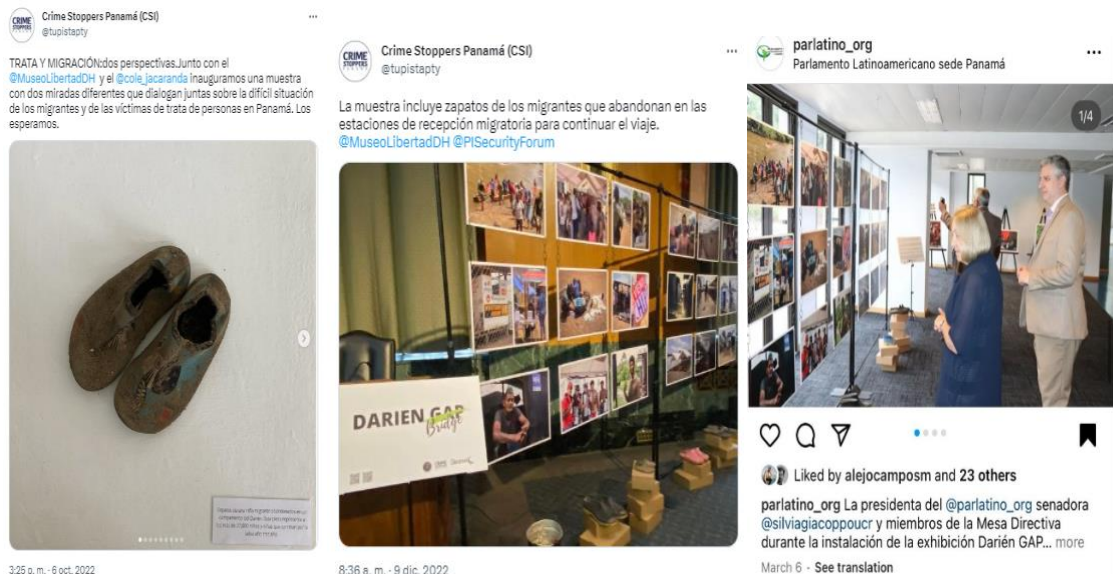 Crime Stoppers Panamá (CSI)
@tupistapty
TRATA Y MIGRACIÓN:dos perspectivas.Junto con el
@MuseoLibertadDH y el @cole_jacaranda inauguramos una muestra
con dos miradas diferentes que dialogan juntas sobre la difícil situación
de los migrantes y de las víctimas de trata de personas en Panamá. Los
esperamos.
3:25 p. m. · 6 oct. 2022
CRIME
STOPPERS
Crime Stoppers Panamá (CSI)
@tupistapty
La muestra incluye zapatos de los migrantes que abandonan en las
estaciones de recepción migratoria para continuar el viaje.
@MuseoLibertadDH @PISecurityForum
DARIEN GAP
Bridge
8:36 a. m. · 9 dic. 2022
parlatino_org
Parlamento Latinoamericano sede Panamá
1/4
Liked by alejocamposm and 23 others
parlatino_org La presidenta del @parlatino_org senadora
@silviagiacoppoucr y miembros de la Mesa Directiva
durante la instalación de la exhibición Darién GAP... more
March 6 · See translation